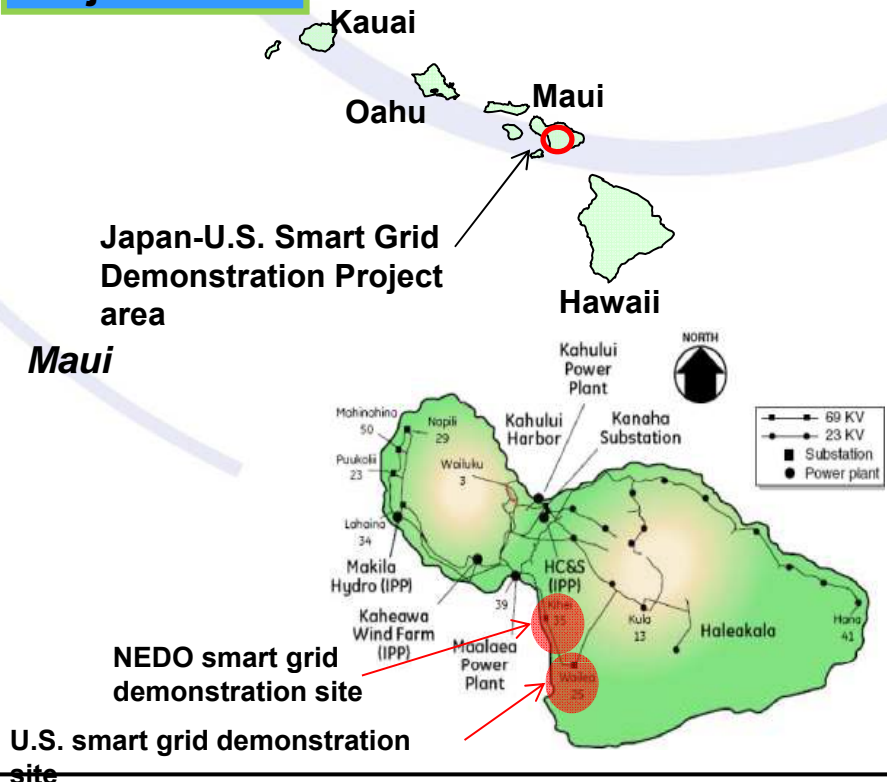 Kauai
Oahu
Maui
Japan-U.S. Smart Grid
Demonstration Project
area
Hawaii
Maui
NORTH
Kahului
Power
Plant
69 KV
23 KV
Substation
Power plant
Mahinahina
50
Napili
29
Kahului
Harbor
Kanaha
Substation
Puukolii
23
Wailuku
3
Lahaina
34
Makila
Hydro (IPP)
HC&S
(IPP)
Kaheawa
Wind Farm
(IPP)
39
Maalaea
Power
Plant
Kihei
35
Kula
13
Haleakala
Hana
41
Wailea
25
NEDO smart grid
demonstration site
U.S. smart grid demonstration
site